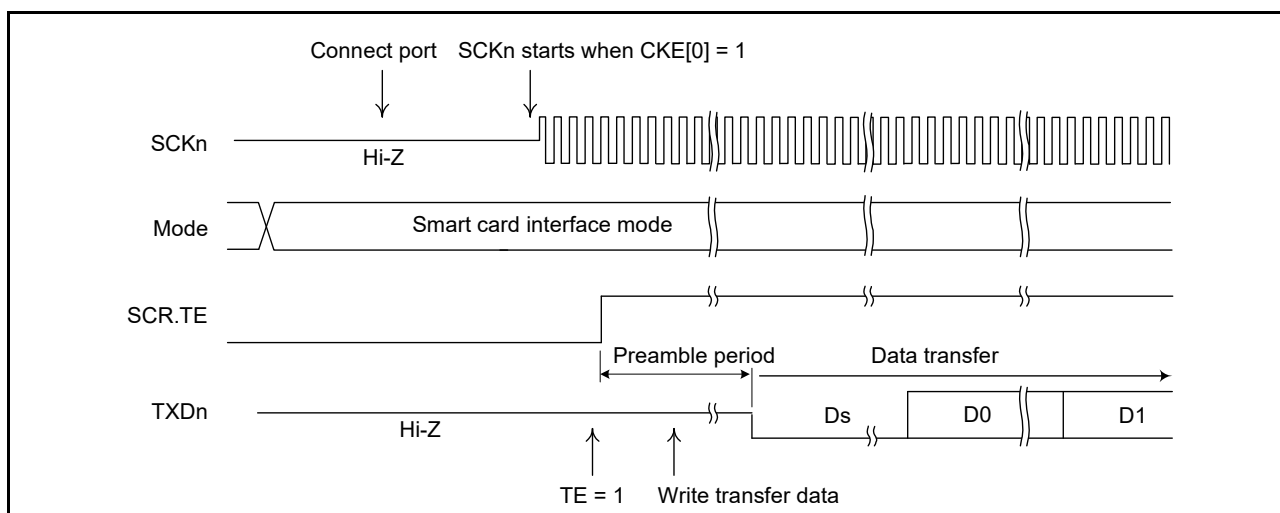 Connect port SCKn starts when CKE[0] = 1
SCKn
Hi-Z
Mode Smart card interface mode
SCR.TE
Preamble period Data transfer
TXDn Ds D0 D1
Hi-Z
TE = 1 Write transfer data